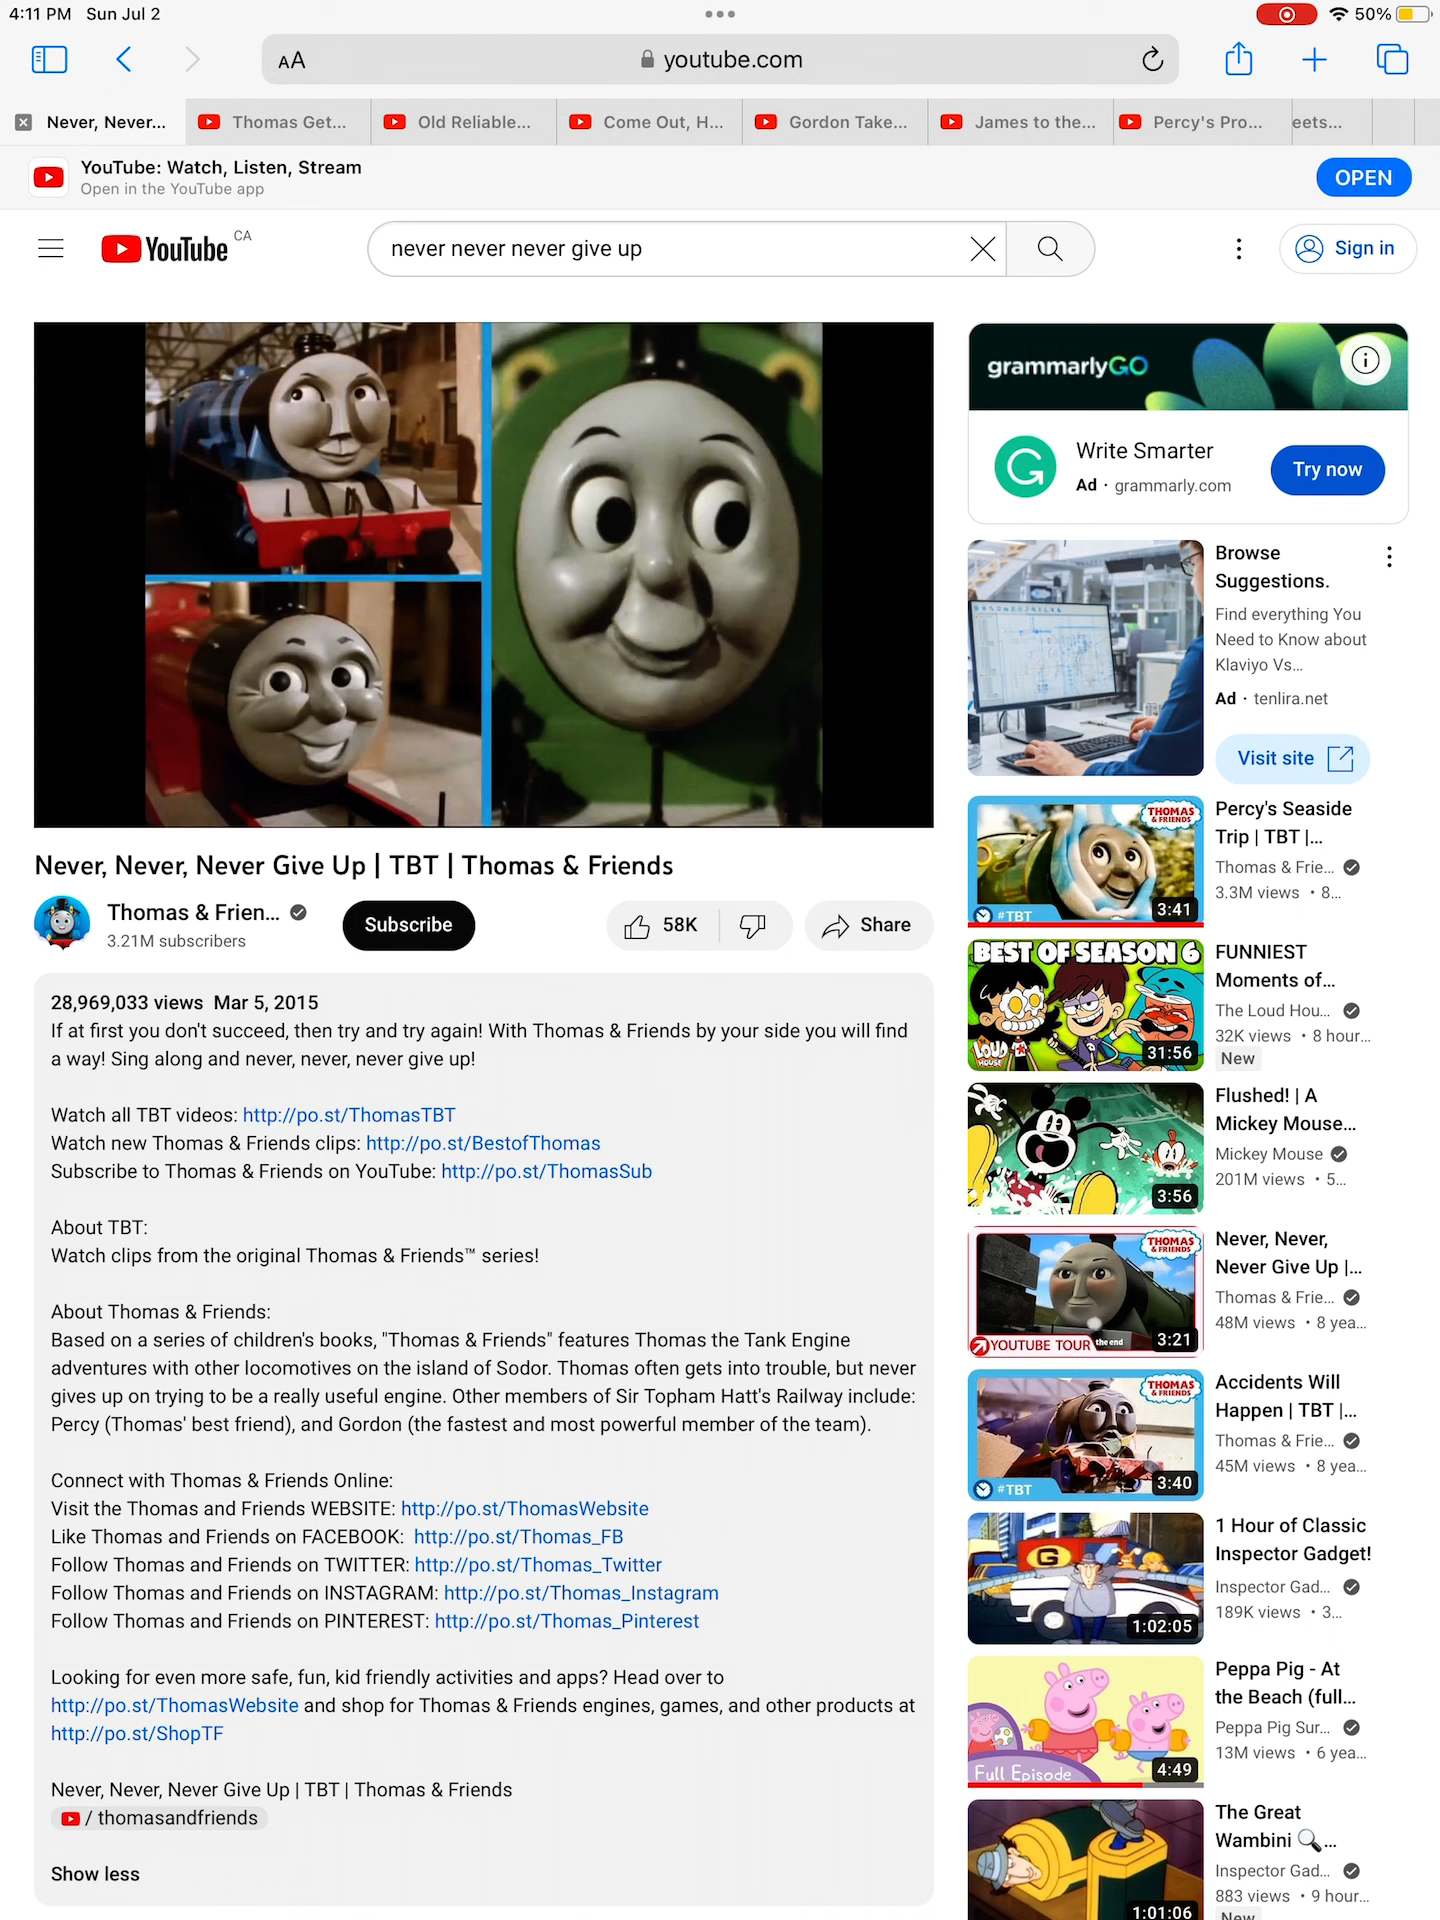 4:11 PM Sun Jul 2
50%
AA
youtube.com
Never, Never...
Thomas Get...
Old Reliable...
Come Out, H...
Gordon Take...
James to the...
Percy's Pro...
eets...
YouTube: Watch, Listen, Stream
Open in the YouTube app
OPEN
YouTube CA
never never never give up
Sign in
grammarlyGO
Write Smarter
Ad · grammarly.com
Try now
Browse
Suggestions.
Find everything You
Need to Know about
Klaviyo Vs...
Ad · tenlira.net
Visit site
Never, Never, Never Give Up | TBT | Thomas & Friends
Thomas & Frien...
3.21M subscribers
Subscribe
58K
Share
28,969,033 views Mar 5, 2015
If at first you don't succeed, then try and try again! With Thomas & Friends by your side you will find
a way! Sing along and never, never, never give up!
Watch all TBT videos: http://po.st/ThomasTBT
Watch new Thomas & Friends clips: http://po.st/BestofThomas
Subscribe to Thomas & Friends on YouTube: http://po.st/ThomasSub
About TBT:
Watch clips from the original Thomas & Friends™ series!
About Thomas & Friends:
Based on a series of children's books, "Thomas & Friends" features Thomas the Tank Engine
adventures with other locomotives on the island of Sodor. Thomas often gets into trouble, but never
gives up on trying to be a really useful engine. Other members of Sir Topham Hatt's Railway include:
Percy (Thomas' best friend), and Gordon (the fastest and most powerful member of the team).
Connect with Thomas & Friends Online:
Visit the Thomas and Friends WEBSITE: http://po.st/ThomasWebsite
Like Thomas and Friends on FACEBOOK: http://po.st/Thomas_FB
Follow Thomas and Friends on TWITTER: http://po.st/Thomas_Twitter
Follow Thomas and Friends on INSTAGRAM: http://po.st/Thomas_Instagram
Follow Thomas and Friends on PINTEREST: http://po.st/Thomas_Pinterest
Looking for even more safe, fun, kid friendly activities and apps? Head over to
http://po.st/ThomasWebsite and shop for Thomas & Friends engines, games, and other products at
http://po.st/ShopTF
Never, Never, Never Give Up | TBT | Thomas & Friends
/ thomasandfriends
Show less
THOMAS
& FRIENDS
#TBT
3:41
Percy's Seaside
Trip | TBT |...
Thomas & Frie...
3.3M views • 8...
BEST OF SEASON 6
LOUD
HOUSE
31:56
FUNNIEST
Moments of...
The Loud Hou...
32K views • 8 hour...
New
3:56
Flushed! | A
Mickey Mouse...
Mickey Mouse
201M views • 5...
THOMAS
& FRIENDS
YOUTUBE TOUR
the end
3:21
Never, Never,
Never Give Up |...
Thomas & Frie...
48M views • 8 yea...
THOMAS
& FRIENDS
#TBT
3:40
Accidents Will
Happen | TBT |...
Thomas & Frie...
45M views • 8 yea...
G
1:02:05
1 Hour of Classic
Inspector Gadget!
Inspector Gad...
189K views • 3...
Full Episode
4:49
Peppa Pig - At
the Beach (full...
Peppa Pig Sur...
13M views • 6 yea...
1:01:06
The Great
Wambini 🔍...
Inspector Gad...
883 views • 9 hour...
New